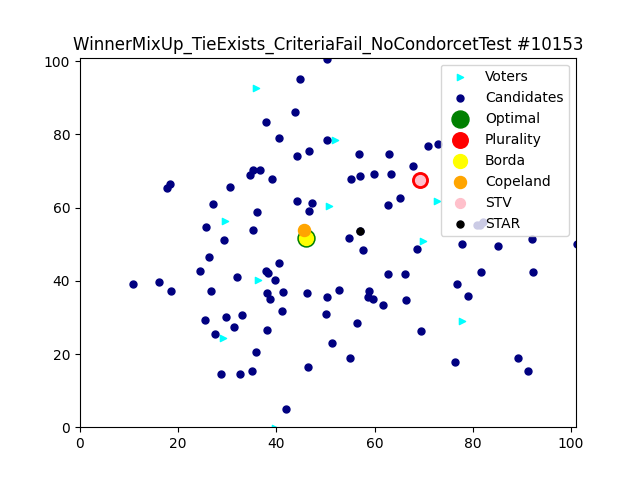 WinnerMixUp_TieExists_CriteriaFail_NoCondorcetTest #10153
100
80
60
40
20
0
0 20 40 60 80 100
Voters
Candidates
Optimal
Plurality
Borda
Copeland
STV
STAR